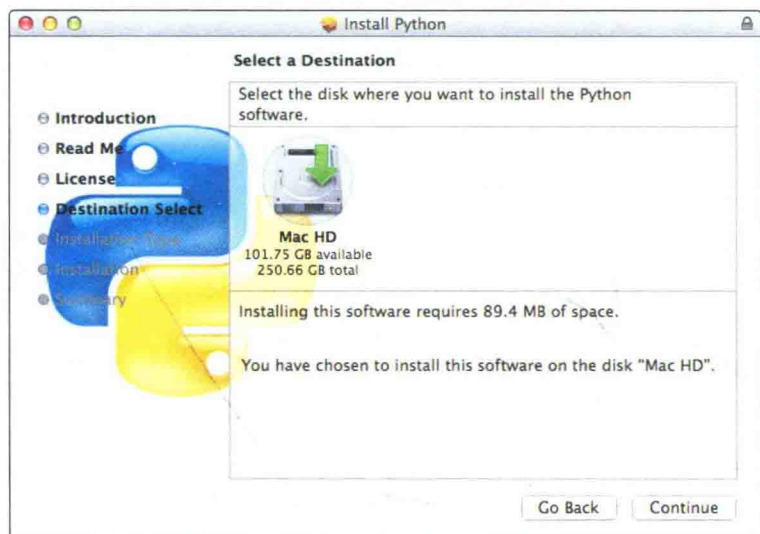 Install Python
Select a Destination
Introduction
Read Me
License
Destination Select
Installation Type
Installation
Summary
Select the disk where you want to install the Python
software.
Mac HD
101.75 GB available
250.66 GB total
Installing this software requires 89.4 MB of space.
You have chosen to install this software on the disk "Mac HD".
Go Back
Continue